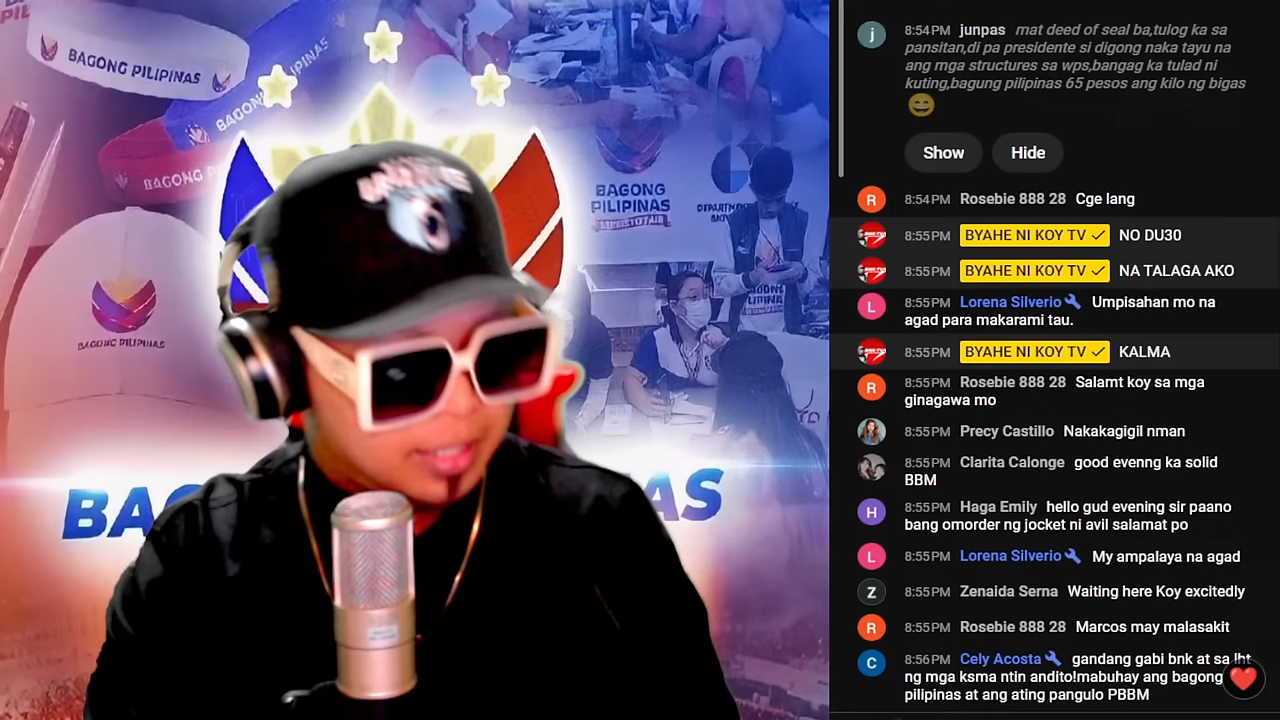 BAGONG PILIPINAS
BAGONG
BAGONG P
BAGONG PILIPINAS
BAGONG
PILIPINAS
BA
AS
8:54PM junpas mat deed of seal ba,tulog ka sa
pansitan,di pa presidente si digong naka tayu na
ang mga structures sa wps,bangag ka tulad ni
kuting,bagung pilipinas 65 pesos ang kilo ng bigas
😄
Show Hide
8:54PM Rosebie 888 28 Cge lang
8:55PM BYAHE NI KOY TV NO DU30
8:55PM BYAHE NI KOY TV NA TALAGA AKO
8:55PM Lorena Silverio Umpisahan mo na
agad para makarami tau.
8:55PM BYAHE NI KOY TV KALMA
8:55PM Rosebie 888 28 Salamt koy sa mga
ginagawa mo
8:55PM Precy Castillo Nakakagigil nman
8:55PM Clarita Calonge good evenng ka solid
BBM
8:55PM Haga Emily hello gud evening sir paano
bang omorder ng jocket ni avil salamat po
8:55PM Lorena Silverio My ampalaya na agad
8:55PM Zenaida Serna Waiting here Koy excitedly
8:55PM Rosebie 888 28 Marcos may malasakit
8:56PM Cely Acosta gandang gabi bnk at sa lht
ng mga ksma ntin andito!mabuhay ang bagong
pilipinas at ang ating pangulo PBBM